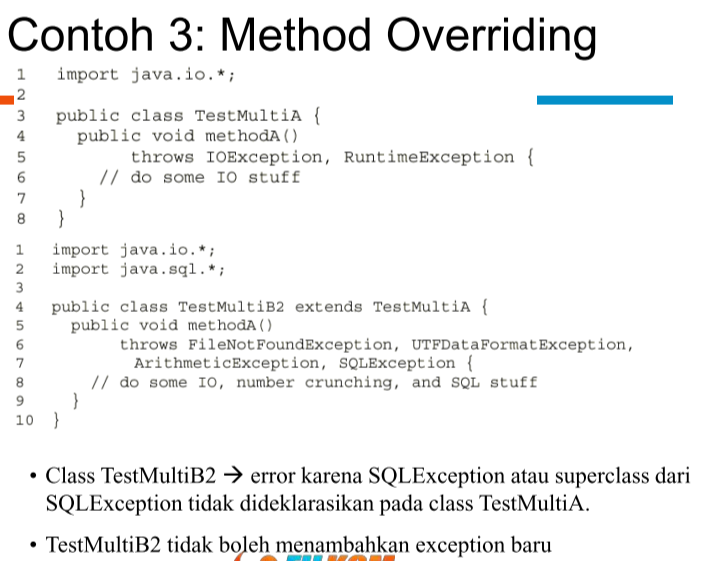 Contoh 3: Method Overriding
1 import java.io.*;
2
3 public class TestMultiA {
4 public void methodA()
5 throws IOException, RuntimeException {
6 // do some IO stuff
7 }
8 }
1 import java.io.*;
2 import java.sql.*;
3
4 public class TestMultiB2 extends TestMultiA {
5 public void methodA()
6 throws FileNotFoundException, UTFDataFormatException,
7 ArithmeticException, SQLException {
8 // do some IO, number crunching, and SQL stuff
9 }
10 }
• Class TestMultiB2 → error karena SQLException atau superclass dari
SQLException tidak dideklarasikan pada class TestMultiA.
• TestMultiB2 tidak boleh menambahkan exception baru